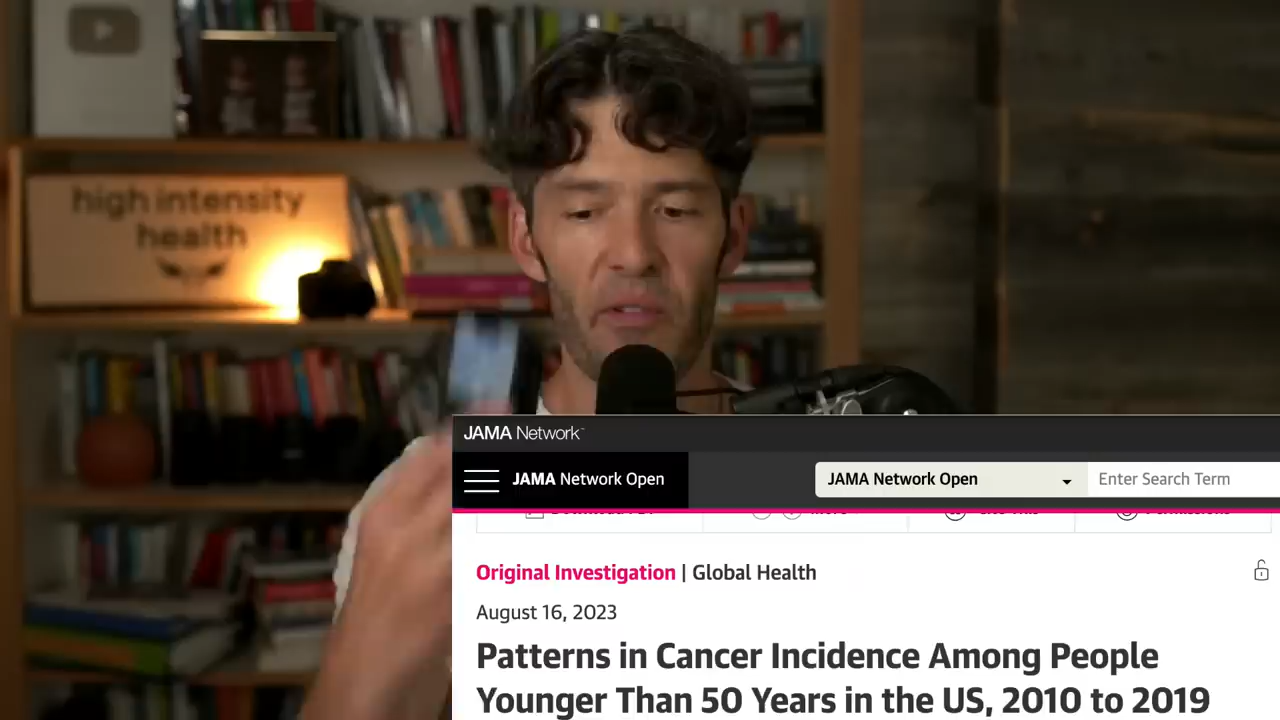 high intensity
health
JAMA Network
JAMA Network Open
JAMA Network Open
Enter Search Term
Original Investigation | Global Health
August 16, 2023
Patterns in Cancer Incidence Among People
Younger Than 50 Years in the US, 2010 to 2019